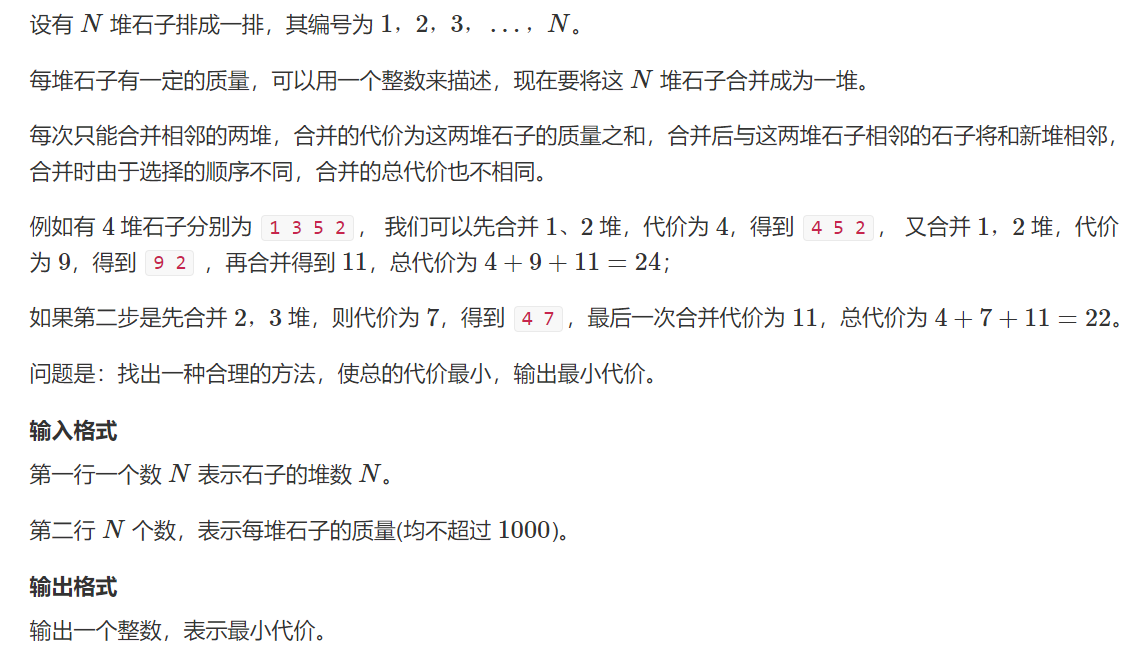 设有 N 堆石子排成一排，其编号为 1，2，3，…，N。
每堆石子有一定的质量，可以用一个整数来描述，现在要将这 N 堆石子合并成为一堆。
每次只能合并相邻的两堆，合并的代价为这两堆石子的质量之和，合并后与这两堆石子相邻的石子将和新堆相邻，
合并时由于选择的顺序不同，合并的总代价也不相同。
例如有 4 堆石子分别为 1 3 5 2 ， 我们可以先合并 1、2 堆，代价为 4，得到 4 5 2 ， 又合并 1，2 堆，代价
为 9，得到 9 2 ，再合并得到 11，总代价为 4 + 9 + 11 = 24；
如果第二步是先合并 2，3 堆，则代价为 7，得到 4 7 ，最后一次合并代价为 11，总代价为 4 + 7 + 11 = 22。
问题是：找出一种合理的方法，使总的代价最小，输出最小代价。
输入格式
第一行一个数 N 表示石子的堆数 N。
第二行 N 个数，表示每堆石子的质量(均不超过 1000)。
输出格式
输出一个整数，表示最小代价。